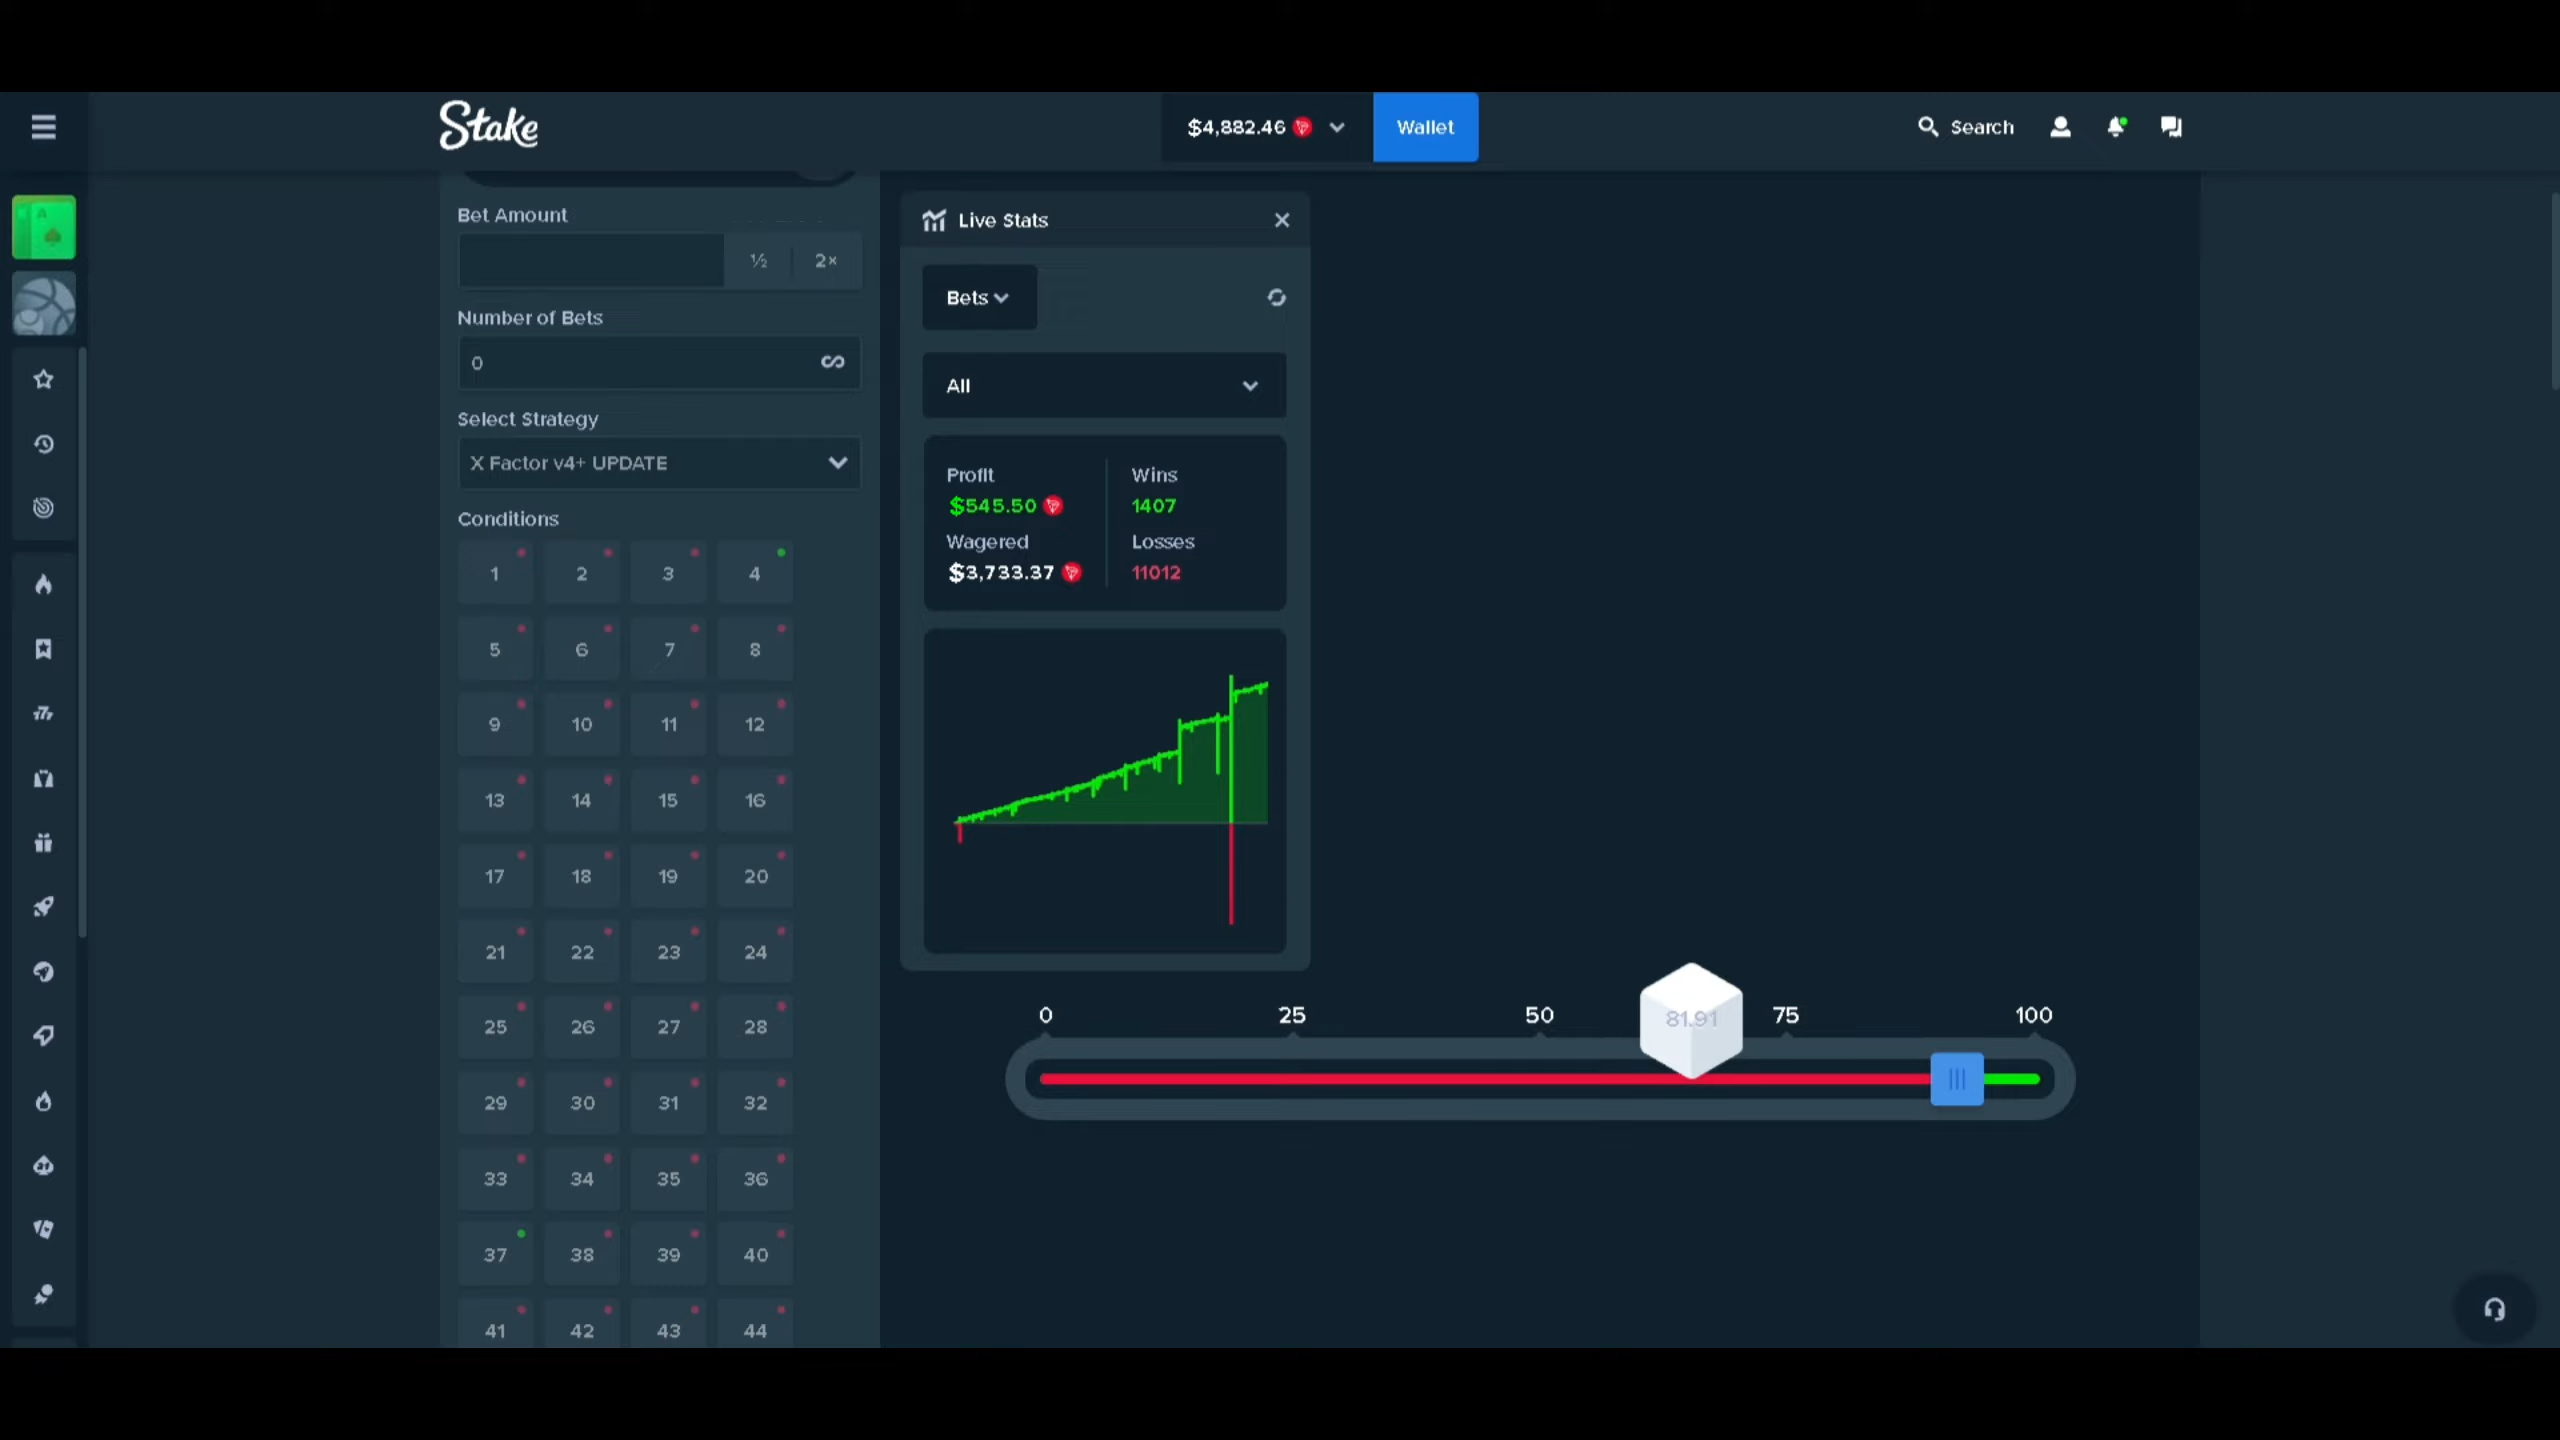 Stake
$4,882.46
Wallet
Search
Bet Amount
½
2×
Number of Bets
0
Select Strategy
X Factor v4+ UPDATE
Conditions
1 2 3 4
5 6 7 8
9 10 11 12
13 14 15 16
17 18 19 20
21 22 23 24
25 26 27 28
29 30 31 32
33 34 35 36
37 38 39 40
41 42 43 44
Live Stats
Bets
All
Profit
$545.50
Wins
1407
Wagered
$3,733.37
Losses
11012
0 25 50 75 100
81.91